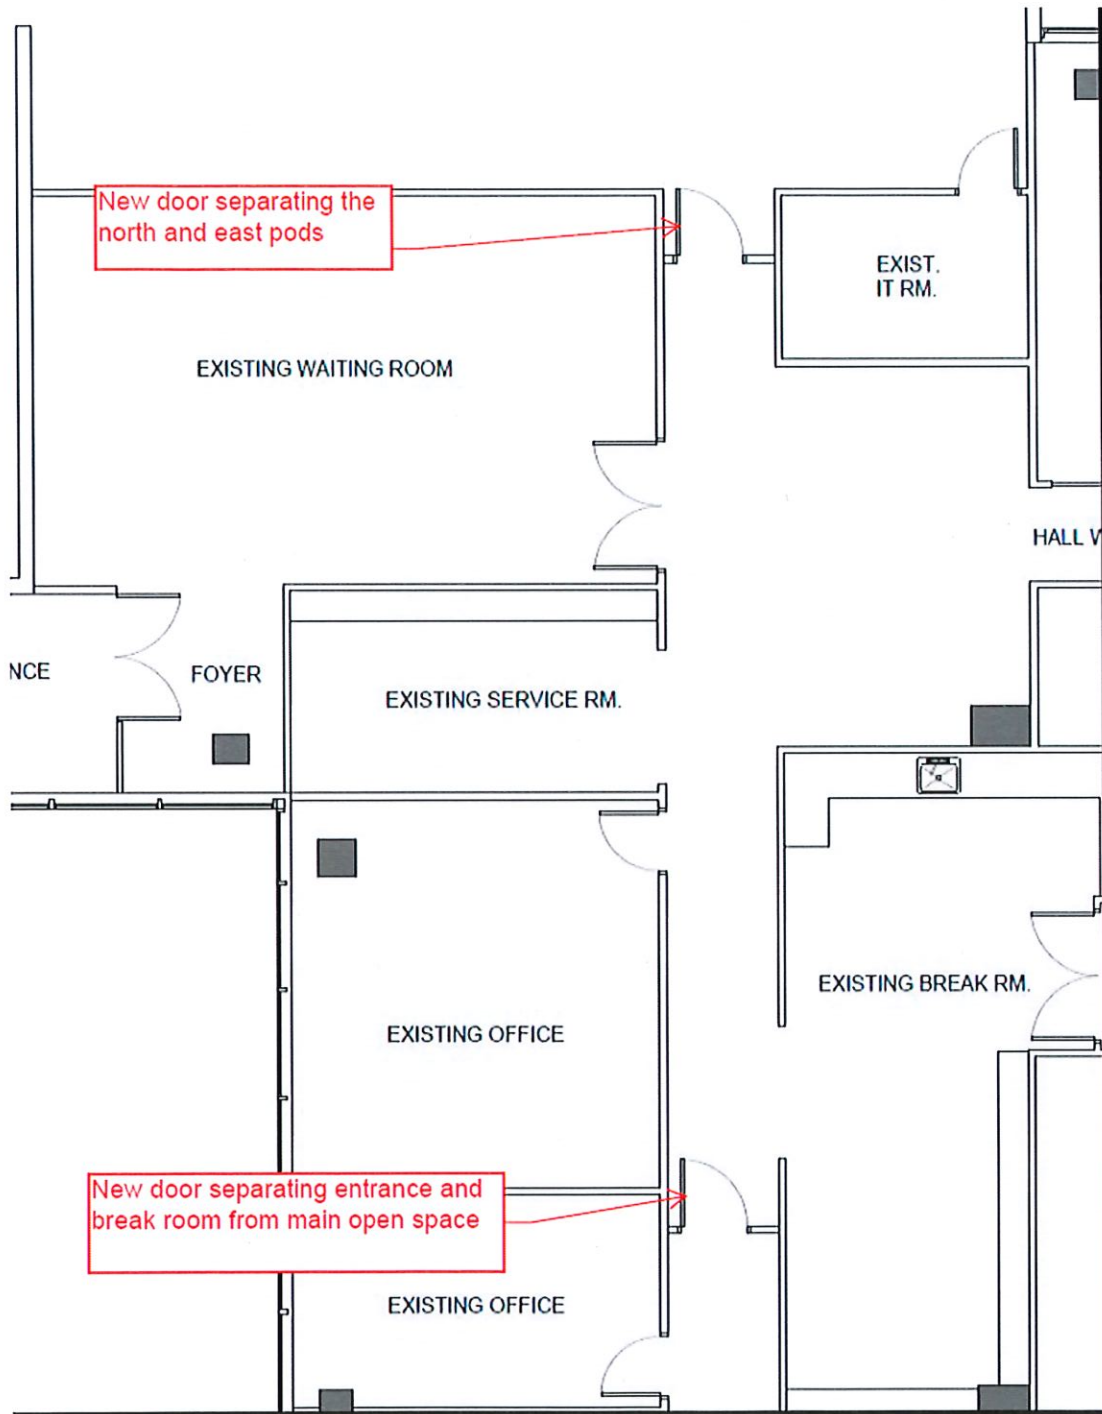 New door separating the
north and east pods
EXIST.
IT RM.
EXISTING WAITING ROOM
HALL W
NCE
FOYER
EXISTING SERVICE RM.
EXISTING BREAK RM.
EXISTING OFFICE
New door separating entrance and
break room from main open space
EXISTING OFFICE